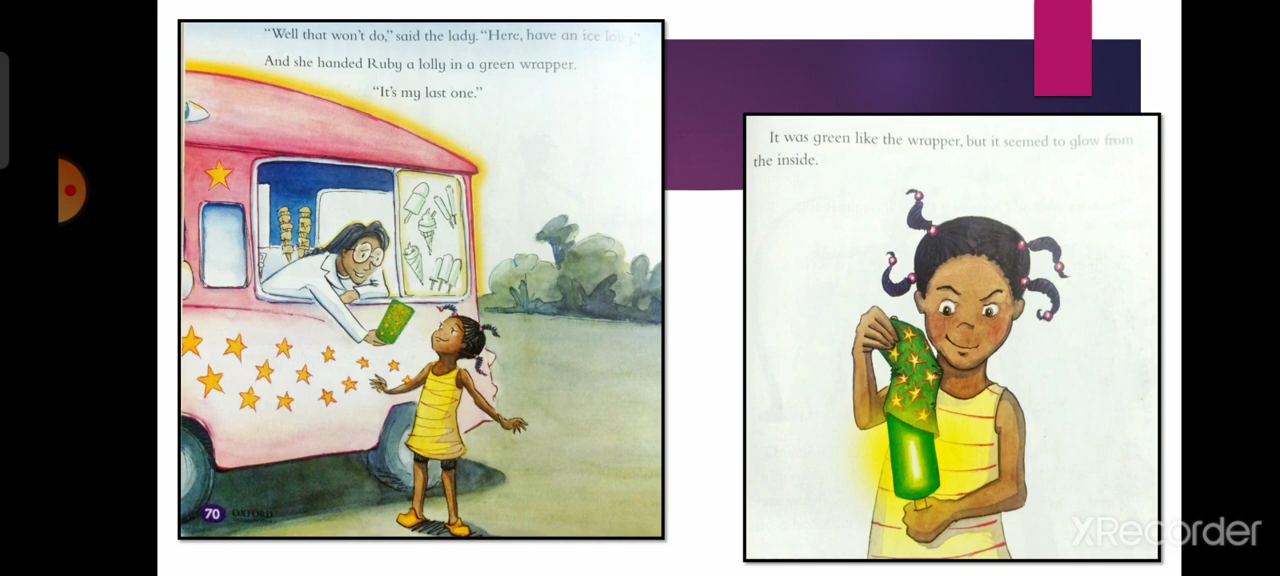 "Well that won't do," said the lady. "Here, have an ice lolly."
And she handed Ruby a lolly in a green wrapper.
"It's my last one."
70 OXFORD
It was green like the wrapper, but it seemed to glow from
the inside.
XRecorder